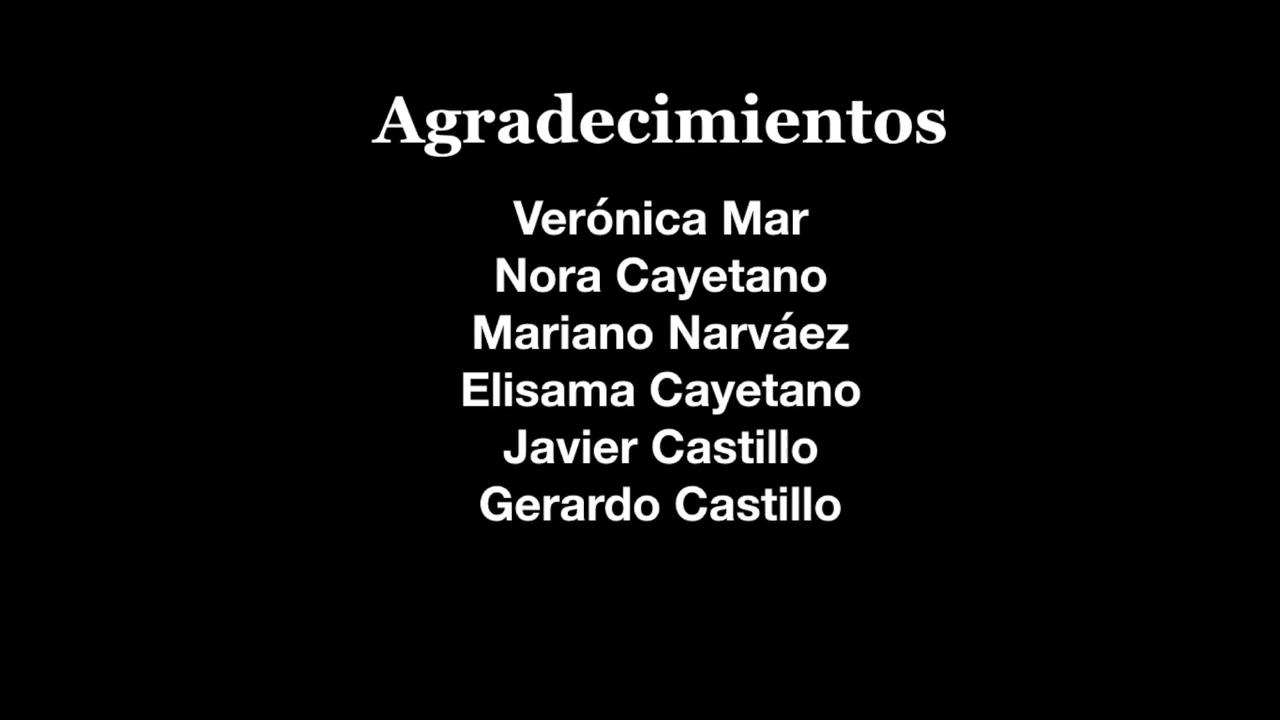 Agradecimientos
Verónica Mar
Nora Cayetano
Mariano Narváez
Elisama Cayetano
Javier Castillo
Gerardo Castillo